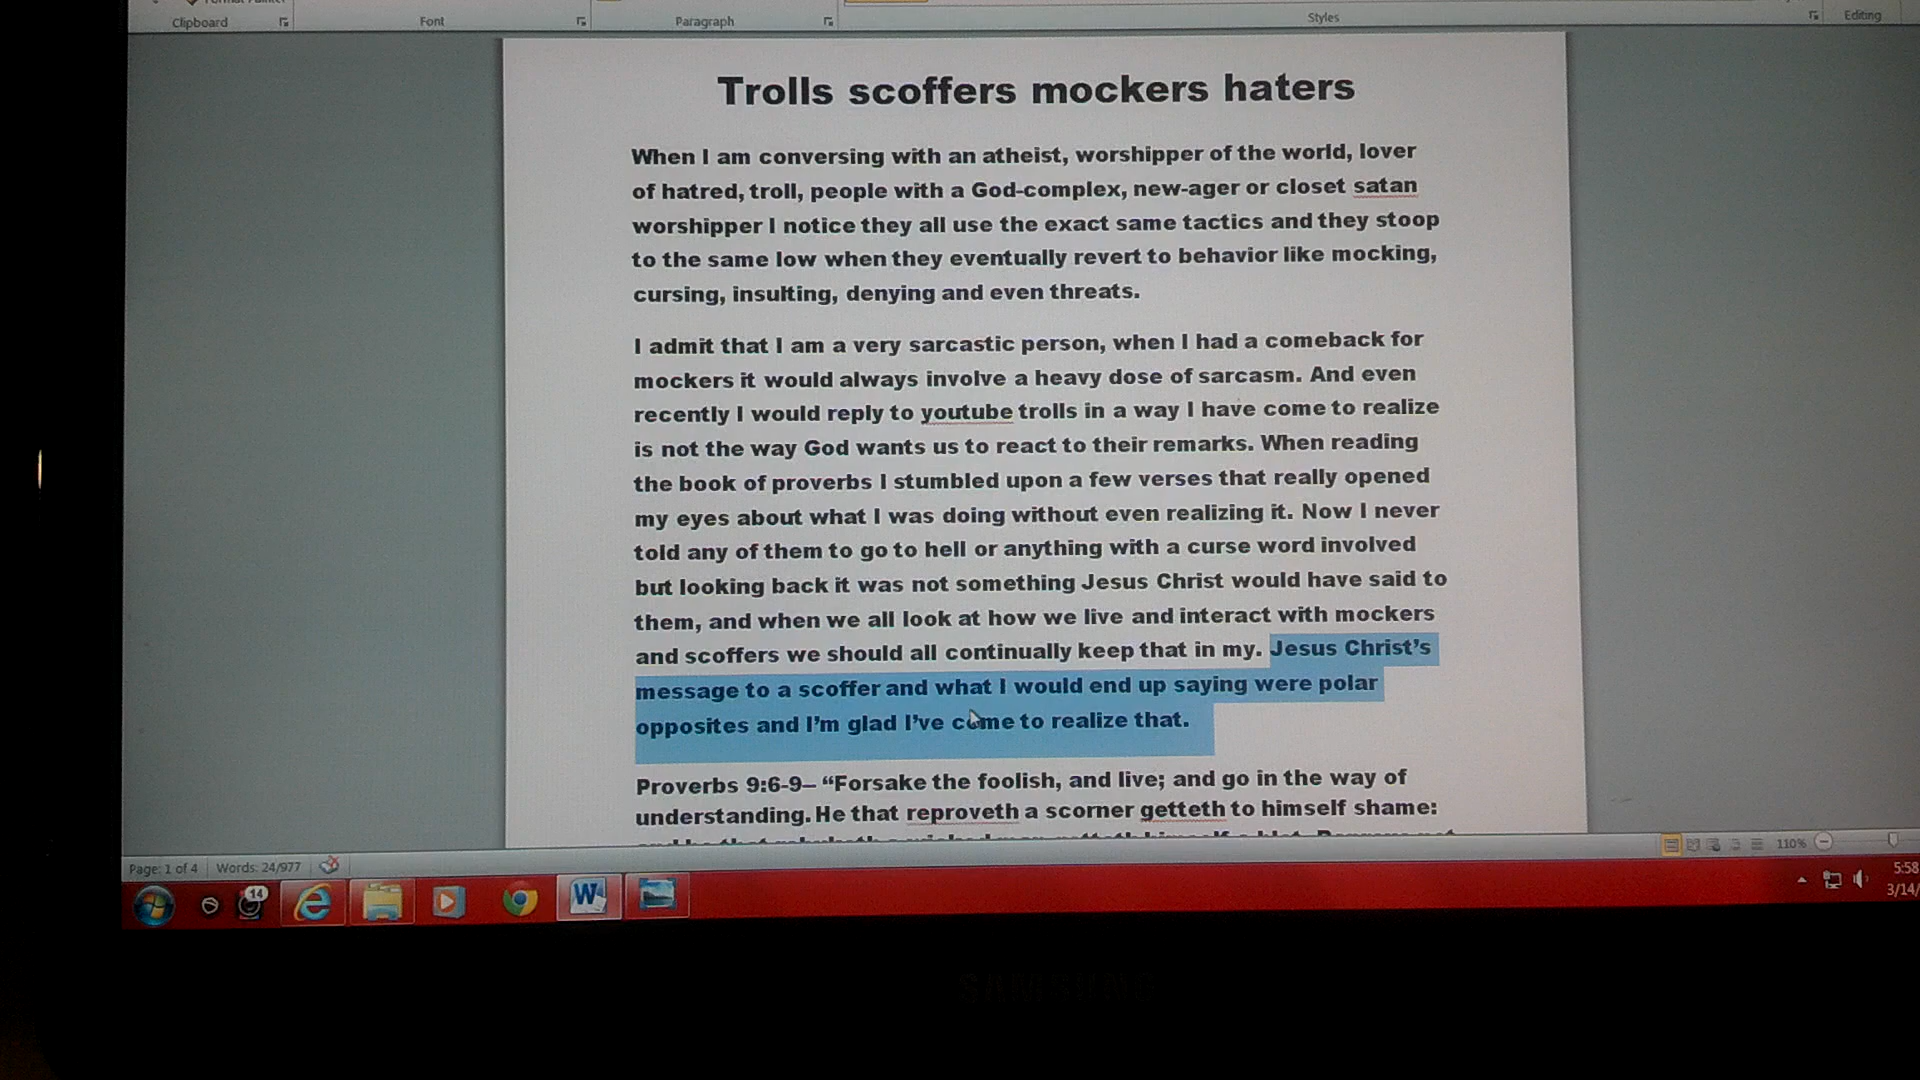 Clipboard Font Paragraph Styles Editing
Trolls scoffers mockers haters
When I am conversing with an atheist, worshipper of the world, lover
of hatred, troll, people with a God-complex, new-ager or closet satan
worshipper I notice they all use the exact same tactics and they stoop
to the same low when they eventually revert to behavior like mocking,
cursing, insulting, denying and even threats.
I admit that I am a very sarcastic person, when I had a comeback for
mockers it would always involve a heavy dose of sarcasm. And even
recently I would reply to youtube trolls in a way I have come to realize
is not the way God wants us to react to their remarks. When reading
the book of proverbs I stumbled upon a few verses that really opened
my eyes about what I was doing without even realizing it. Now I never
told any of them to go to hell or anything with a curse word involved
but looking back it was not something Jesus Christ would have said to
them, and when we all look at how we live and interact with mockers
and scoffers we should all continually keep that in my. Jesus Christ's
message to a scoffer and what I would end up saying were polar
opposites and I'm glad I've come to realize that.
Proverbs 9:6-9– “Forsake the foolish, and live; and go in the way of
understanding. He that reproveth a scorner getteth to himself shame:
Page: 1 of 4 Words: 24/977 110%
14
5:58
3/14/
SAMSUNG